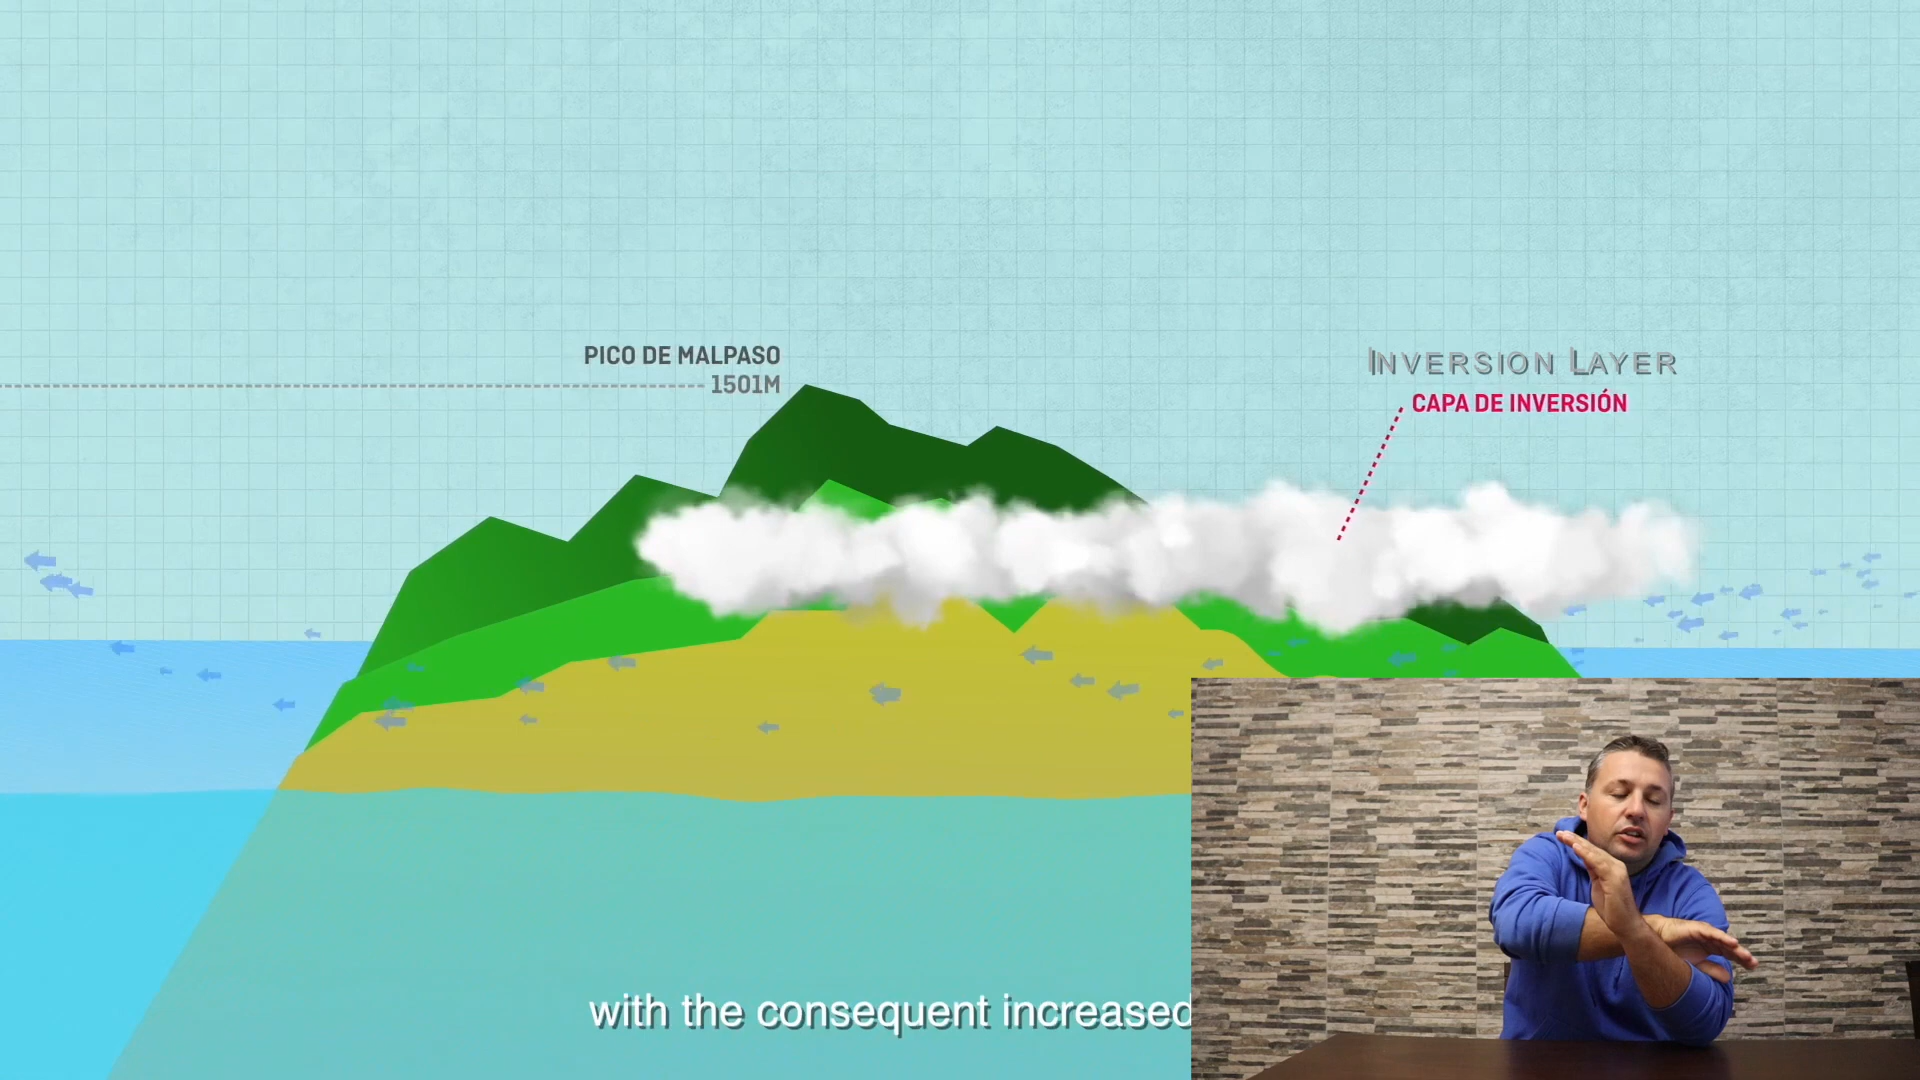 PICO DE MALPASO
1501M
INVERSION LAYER
CAPA DE INVERSIÓN
with the consequent increased